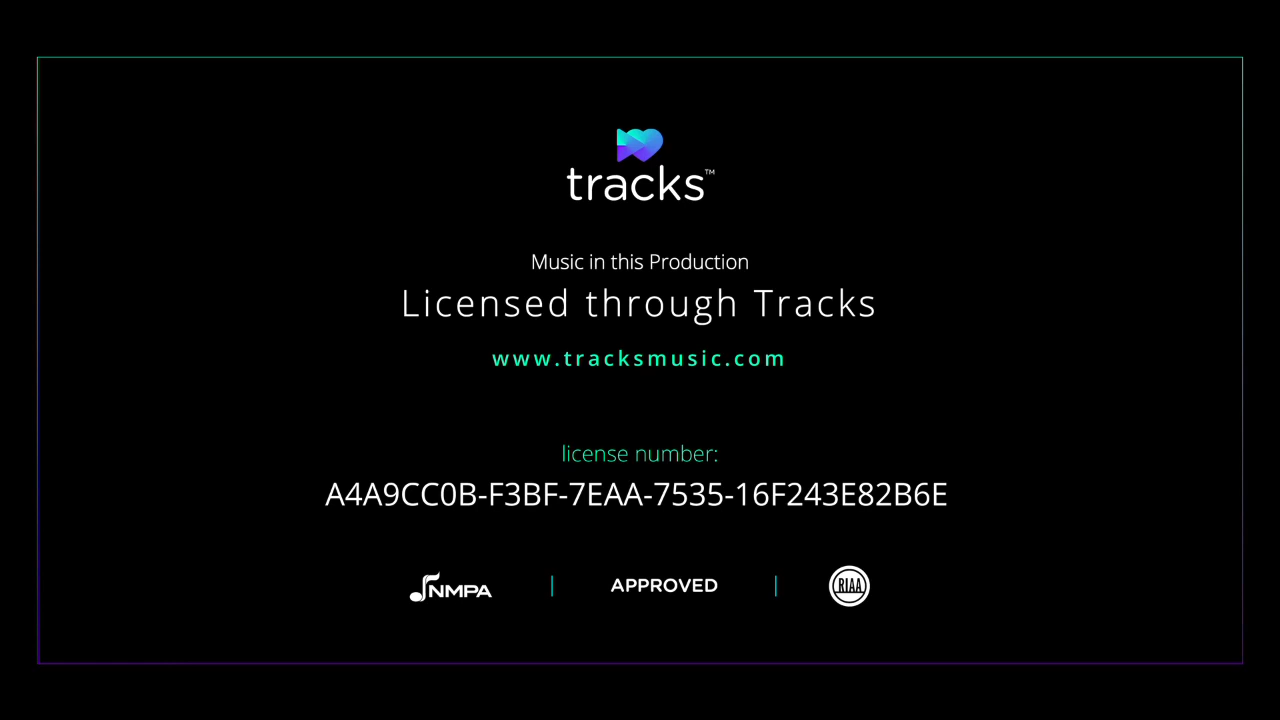 tracks™
Music in this Production
Licensed through Tracks
www.tracksmusic.com
license number:
A4A9CC0B-F3BF-7EAA-7535-16F243E82B6E
NMPA | APPROVED | RIAA